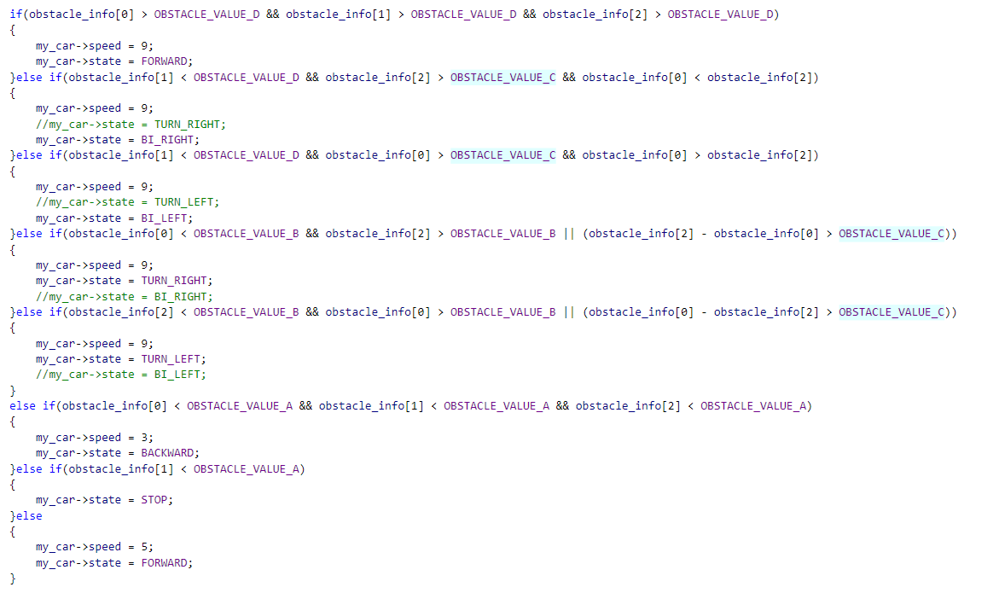 if(obstacle_info[0] > OBSTACLE_VALUE_D && obstacle_info[1] > OBSTACLE_VALUE_D && obstacle_info[2] > OBSTACLE_VALUE_D)
{
    my_car->speed = 9;
    my_car->state = FORWARD;
}else if(obstacle_info[1] < OBSTACLE_VALUE_D && obstacle_info[2] > OBSTACLE_VALUE_C && obstacle_info[0] < obstacle_info[2])
{
    my_car->speed = 9;
    //my_car->state = TURN_RIGHT;
    my_car->state = BI_RIGHT;
}else if(obstacle_info[1] < OBSTACLE_VALUE_D && obstacle_info[0] > OBSTACLE_VALUE_C && obstacle_info[0] > obstacle_info[2])
{
    my_car->speed = 9;
    //my_car->state = TURN_LEFT;
    my_car->state = BI_LEFT;
}else if(obstacle_info[0] < OBSTACLE_VALUE_B && obstacle_info[2] > OBSTACLE_VALUE_B || (obstacle_info[2] - obstacle_info[0] > OBSTACLE_VALUE_C))
{
    my_car->speed = 9;
    my_car->state = TURN_RIGHT;
    //my_car->state = BI_RIGHT;
}else if(obstacle_info[2] < OBSTACLE_VALUE_B && obstacle_info[0] > OBSTACLE_VALUE_B || (obstacle_info[0] - obstacle_info[2] > OBSTACLE_VALUE_C))
{
    my_car->speed = 9;
    my_car->state = TURN_LEFT;
    //my_car->state = BI_LEFT;
}
else if(obstacle_info[0] < OBSTACLE_VALUE_A && obstacle_info[1] < OBSTACLE_VALUE_A && obstacle_info[2] < OBSTACLE_VALUE_A)
{
    my_car->speed = 3;
    my_car->state = BACKWARD;
}else if(obstacle_info[1] < OBSTACLE_VALUE_A)
{
    my_car->state = STOP;
}else
{
    my_car->speed = 5;
    my_car->state = FORWARD;
}